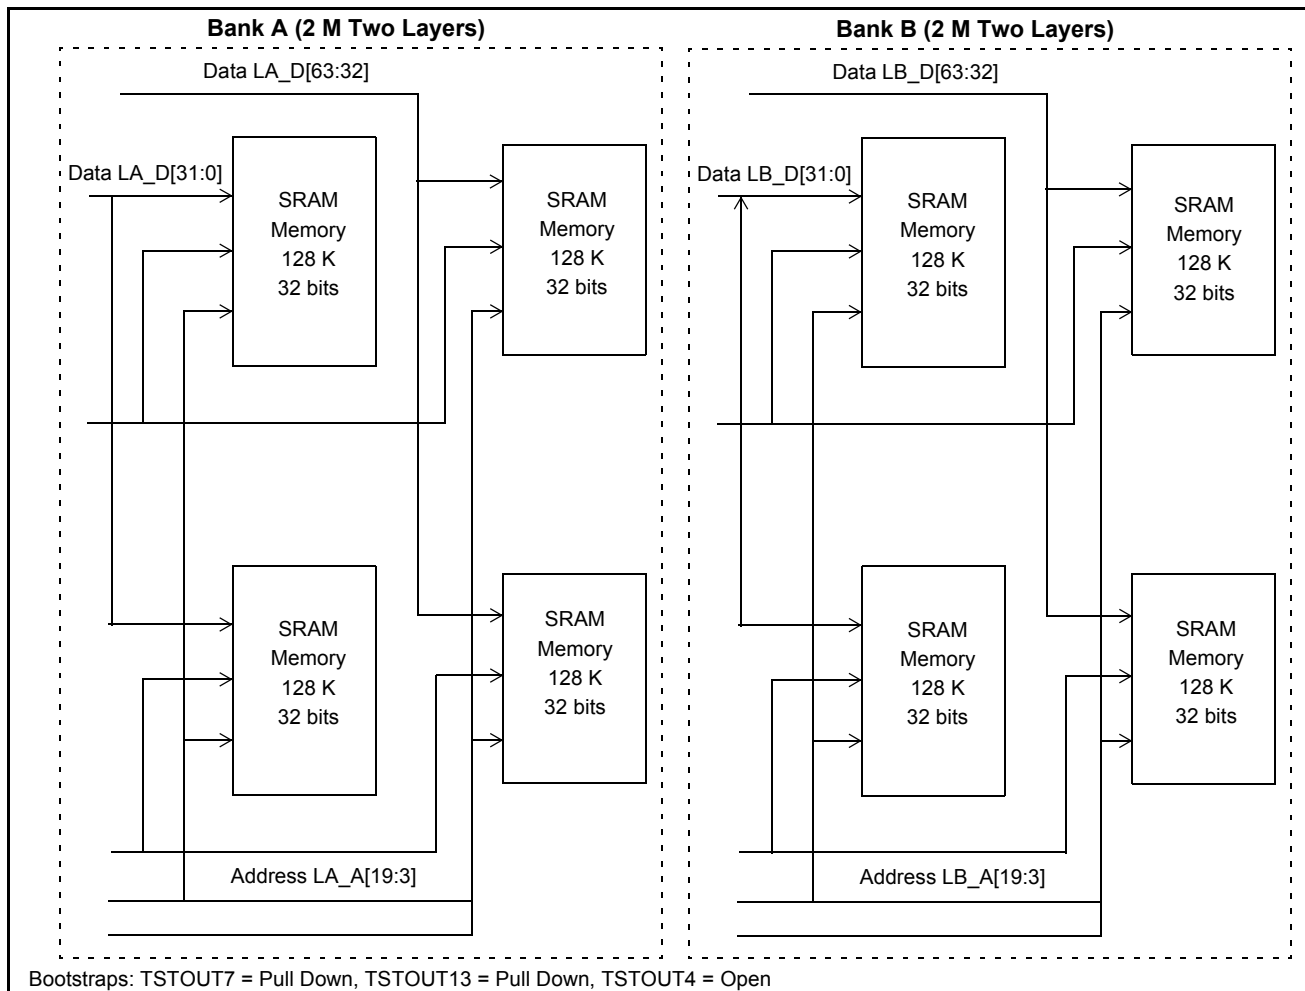 Bank A (2 M Two Layers)
Data LA_D[63:32]
Data LA_D[31:0]
SRAM
Memory
128 K
32 bits
SRAM
Memory
128 K
32 bits
SRAM
Memory
128 K
32 bits
SRAM
Memory
128 K
32 bits
Address LA_A[19:3]
Bank B (2 M Two Layers)
Data LB_D[63:32]
Data LB_D[31:0]
SRAM
Memory
128 K
32 bits
SRAM
Memory
128 K
32 bits
SRAM
Memory
128 K
32 bits
SRAM
Memory
128 K
32 bits
Address LB_A[19:3]
Bootstraps: TSTOUT7 = Pull Down, TSTOUT13 = Pull Down, TSTOUT4 = Open